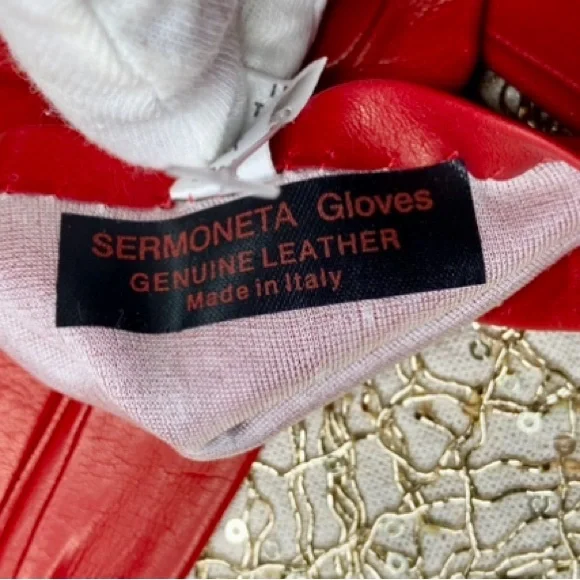 SERMONETA Gloves
GENUINE LEATHER
Made in Italy